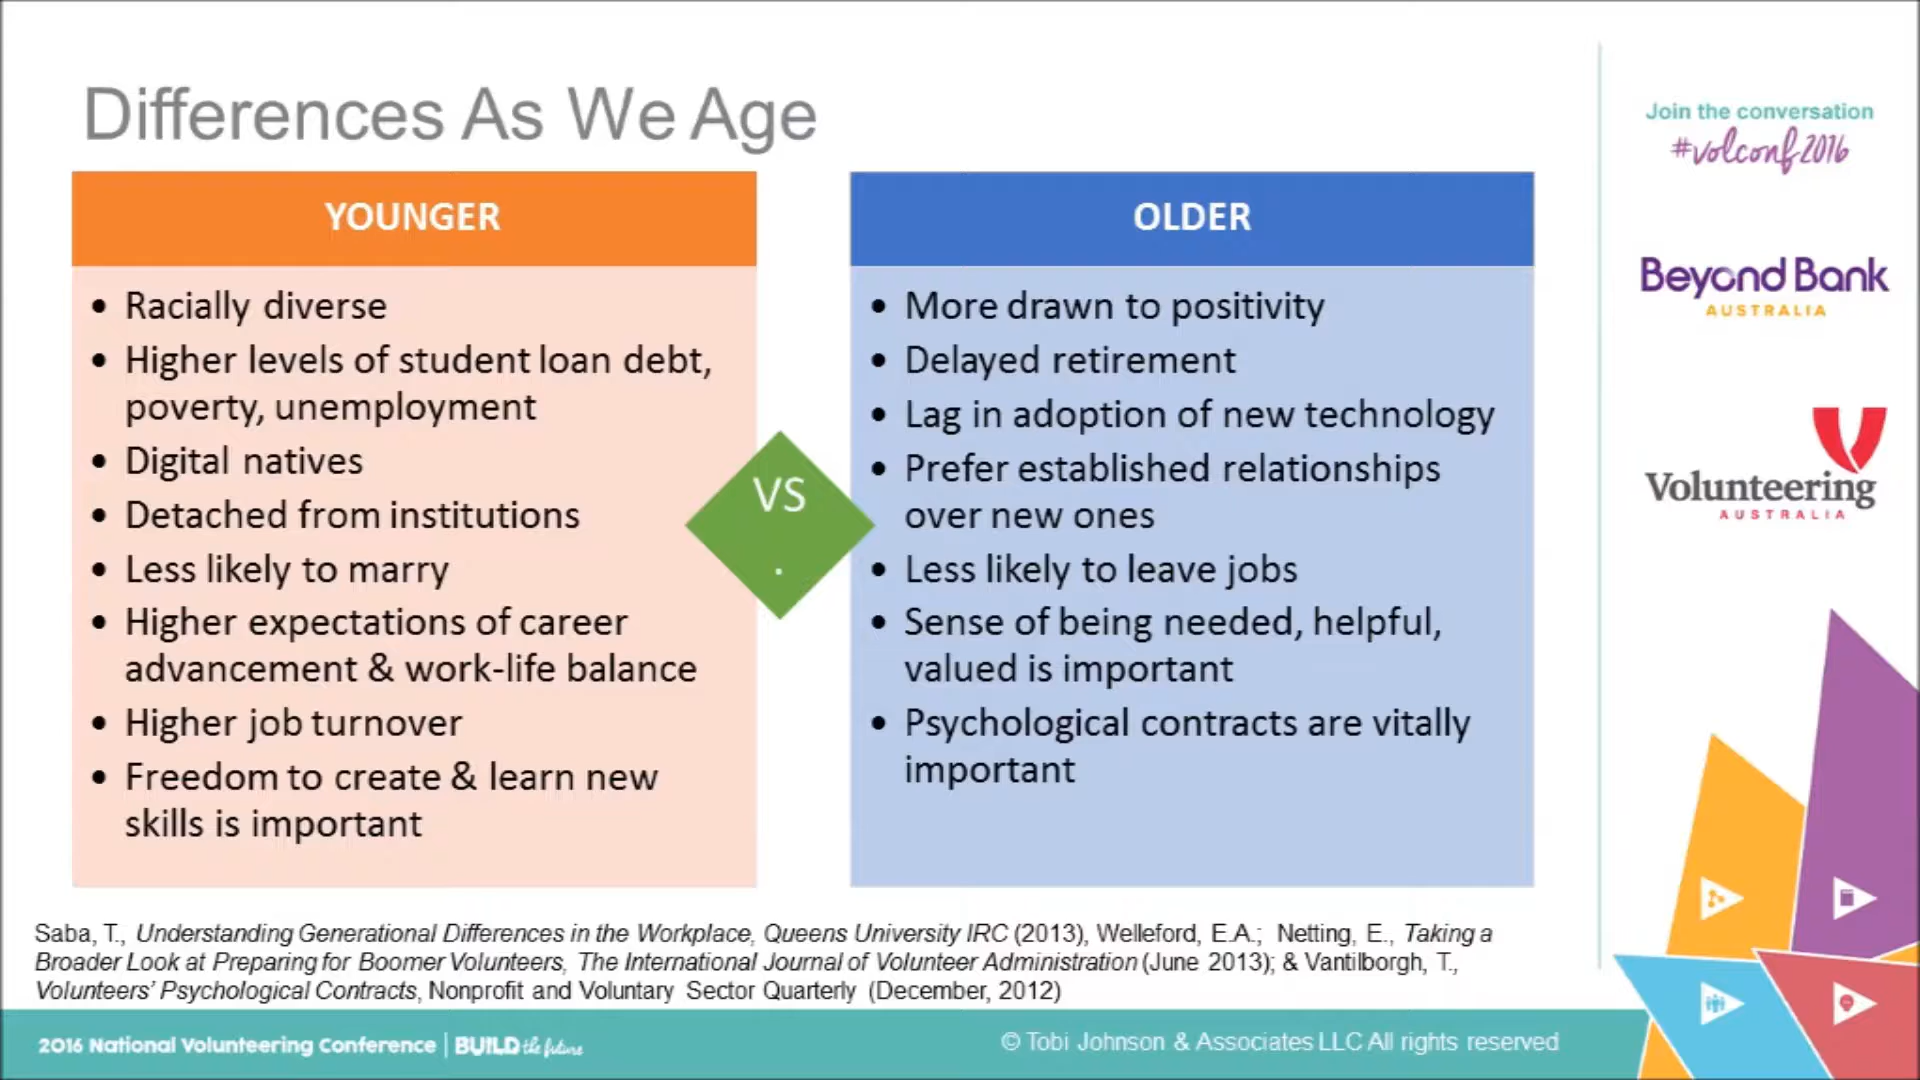 Differences As We Age
Join the conversation
#volconf2016
YOUNGER
• Racially diverse
• Higher levels of student loan debt,
poverty, unemployment
• Digital natives
• Detached from institutions
• Less likely to marry
• Higher expectations of career
advancement & work-life balance
• Higher job turnover
• Freedom to create & learn new
skills is important
VS
.
OLDER
• More drawn to positivity
• Delayed retirement
• Lag in adoption of new technology
• Prefer established relationships
over new ones
• Less likely to leave jobs
• Sense of being needed, helpful,
valued is important
• Psychological contracts are vitally
important
Beyond Bank
AUSTRALIA
Volunteering
AUSTRALIA
Saba, T., Understanding Generational Differences in the Workplace, Queens University IRC (2013), Welleford, E.A.; Netting, E., Taking a
Broader Look at Preparing for Boomer Volunteers, The International Journal of Volunteer Administration (June 2013); & Vantilborgh, T.,
Volunteers' Psychological Contracts, Nonprofit and Voluntary Sector Quarterly (December, 2012)
2016 National Volunteering Conference | BUILD the future
© Tobi Johnson & Associates LLC All rights reserved